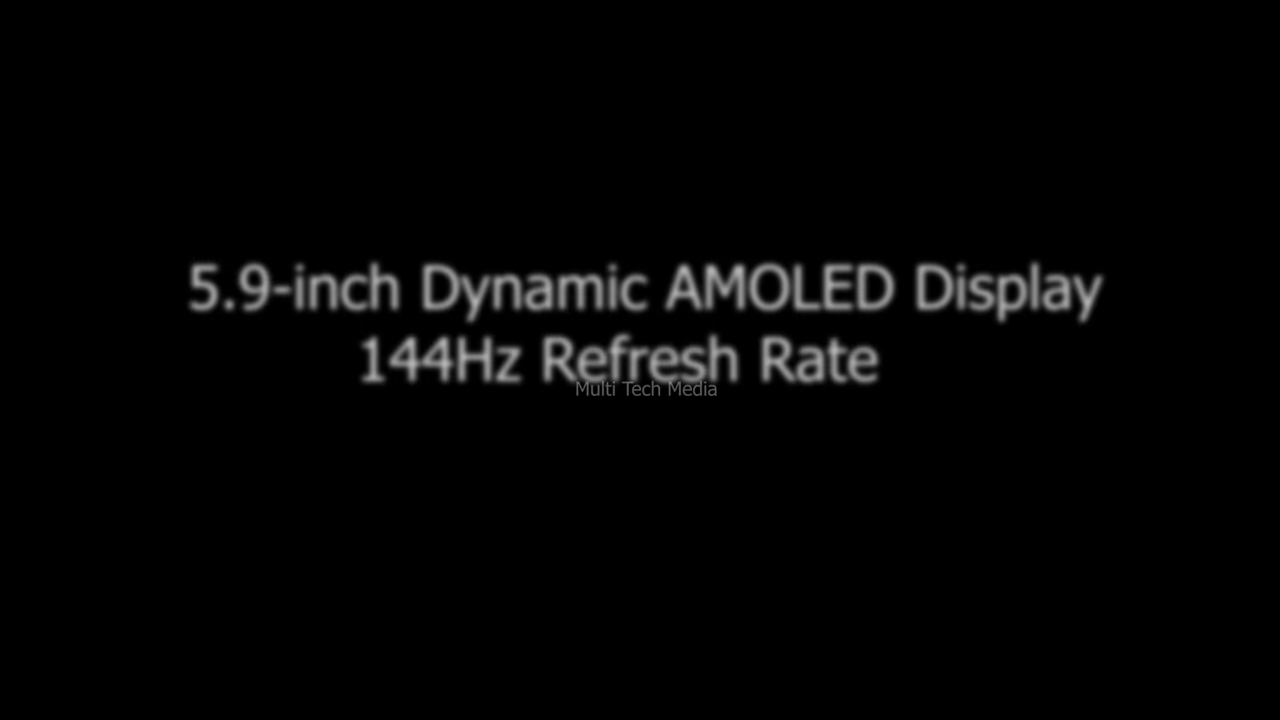 5.9-inch Dynamic AMOLED Display
144Hz Refresh Rate
Multi Tech Media